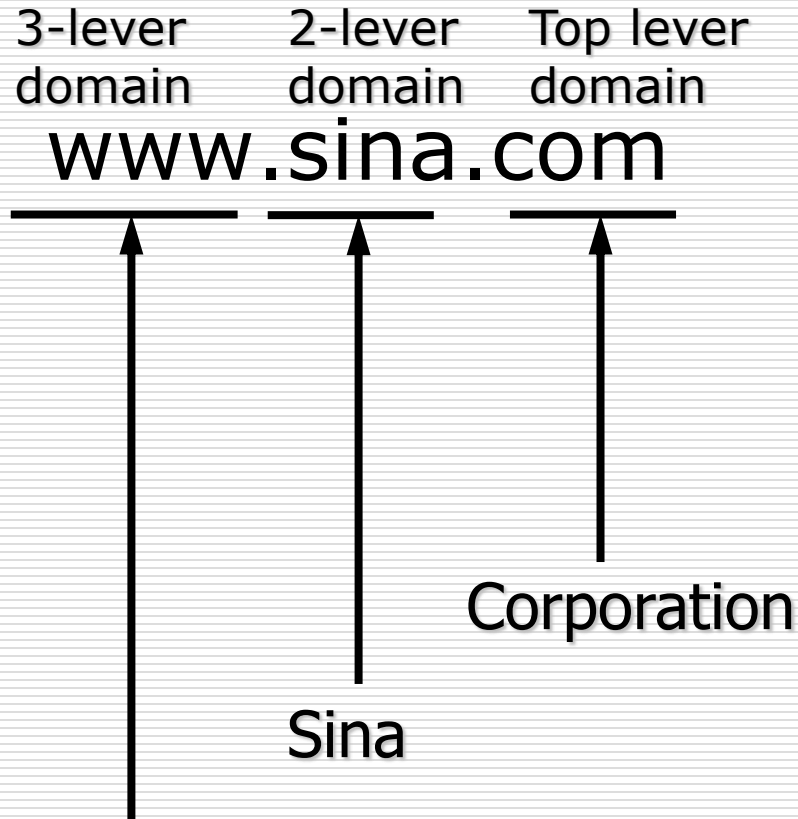 3-lever 2-lever Top lever
domain domain domain
www.sina.com
Corporation
Sina